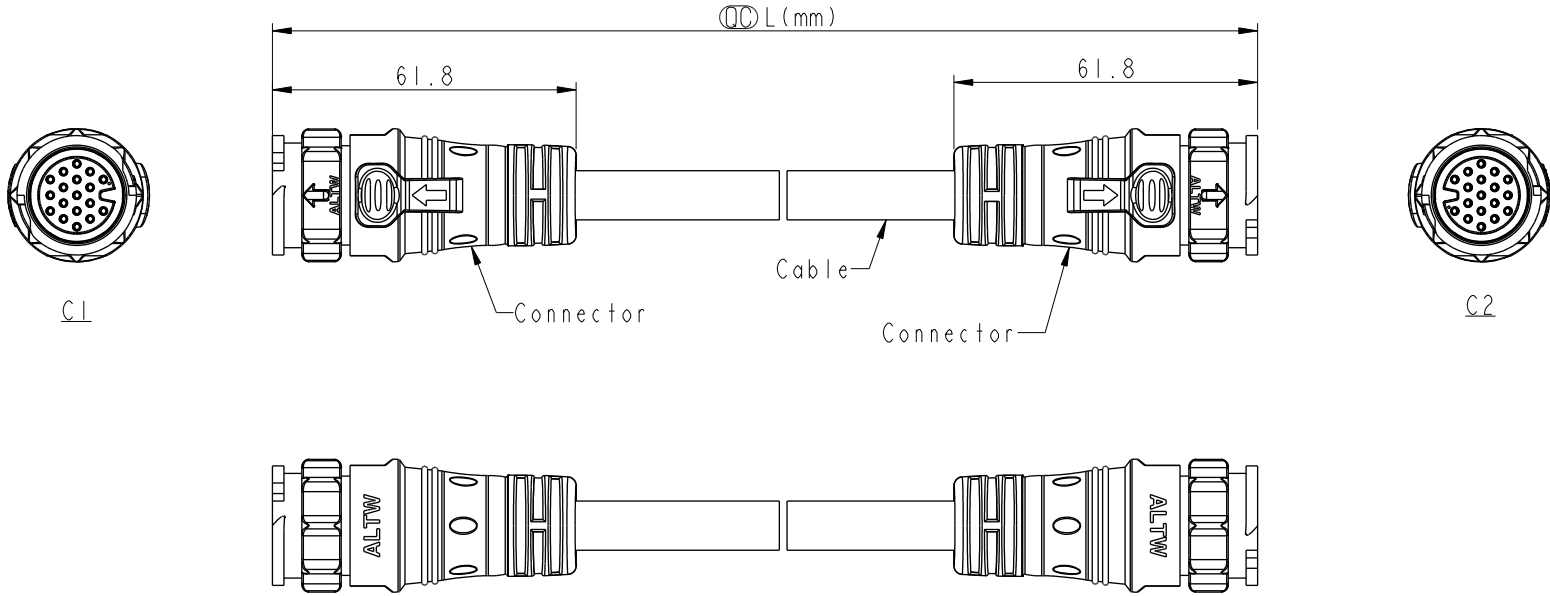 QC L(mm)
61.8
61.8
ALTW
ALTW
C1
Connector
Cable
Connector
C2
ALTW
ALTW